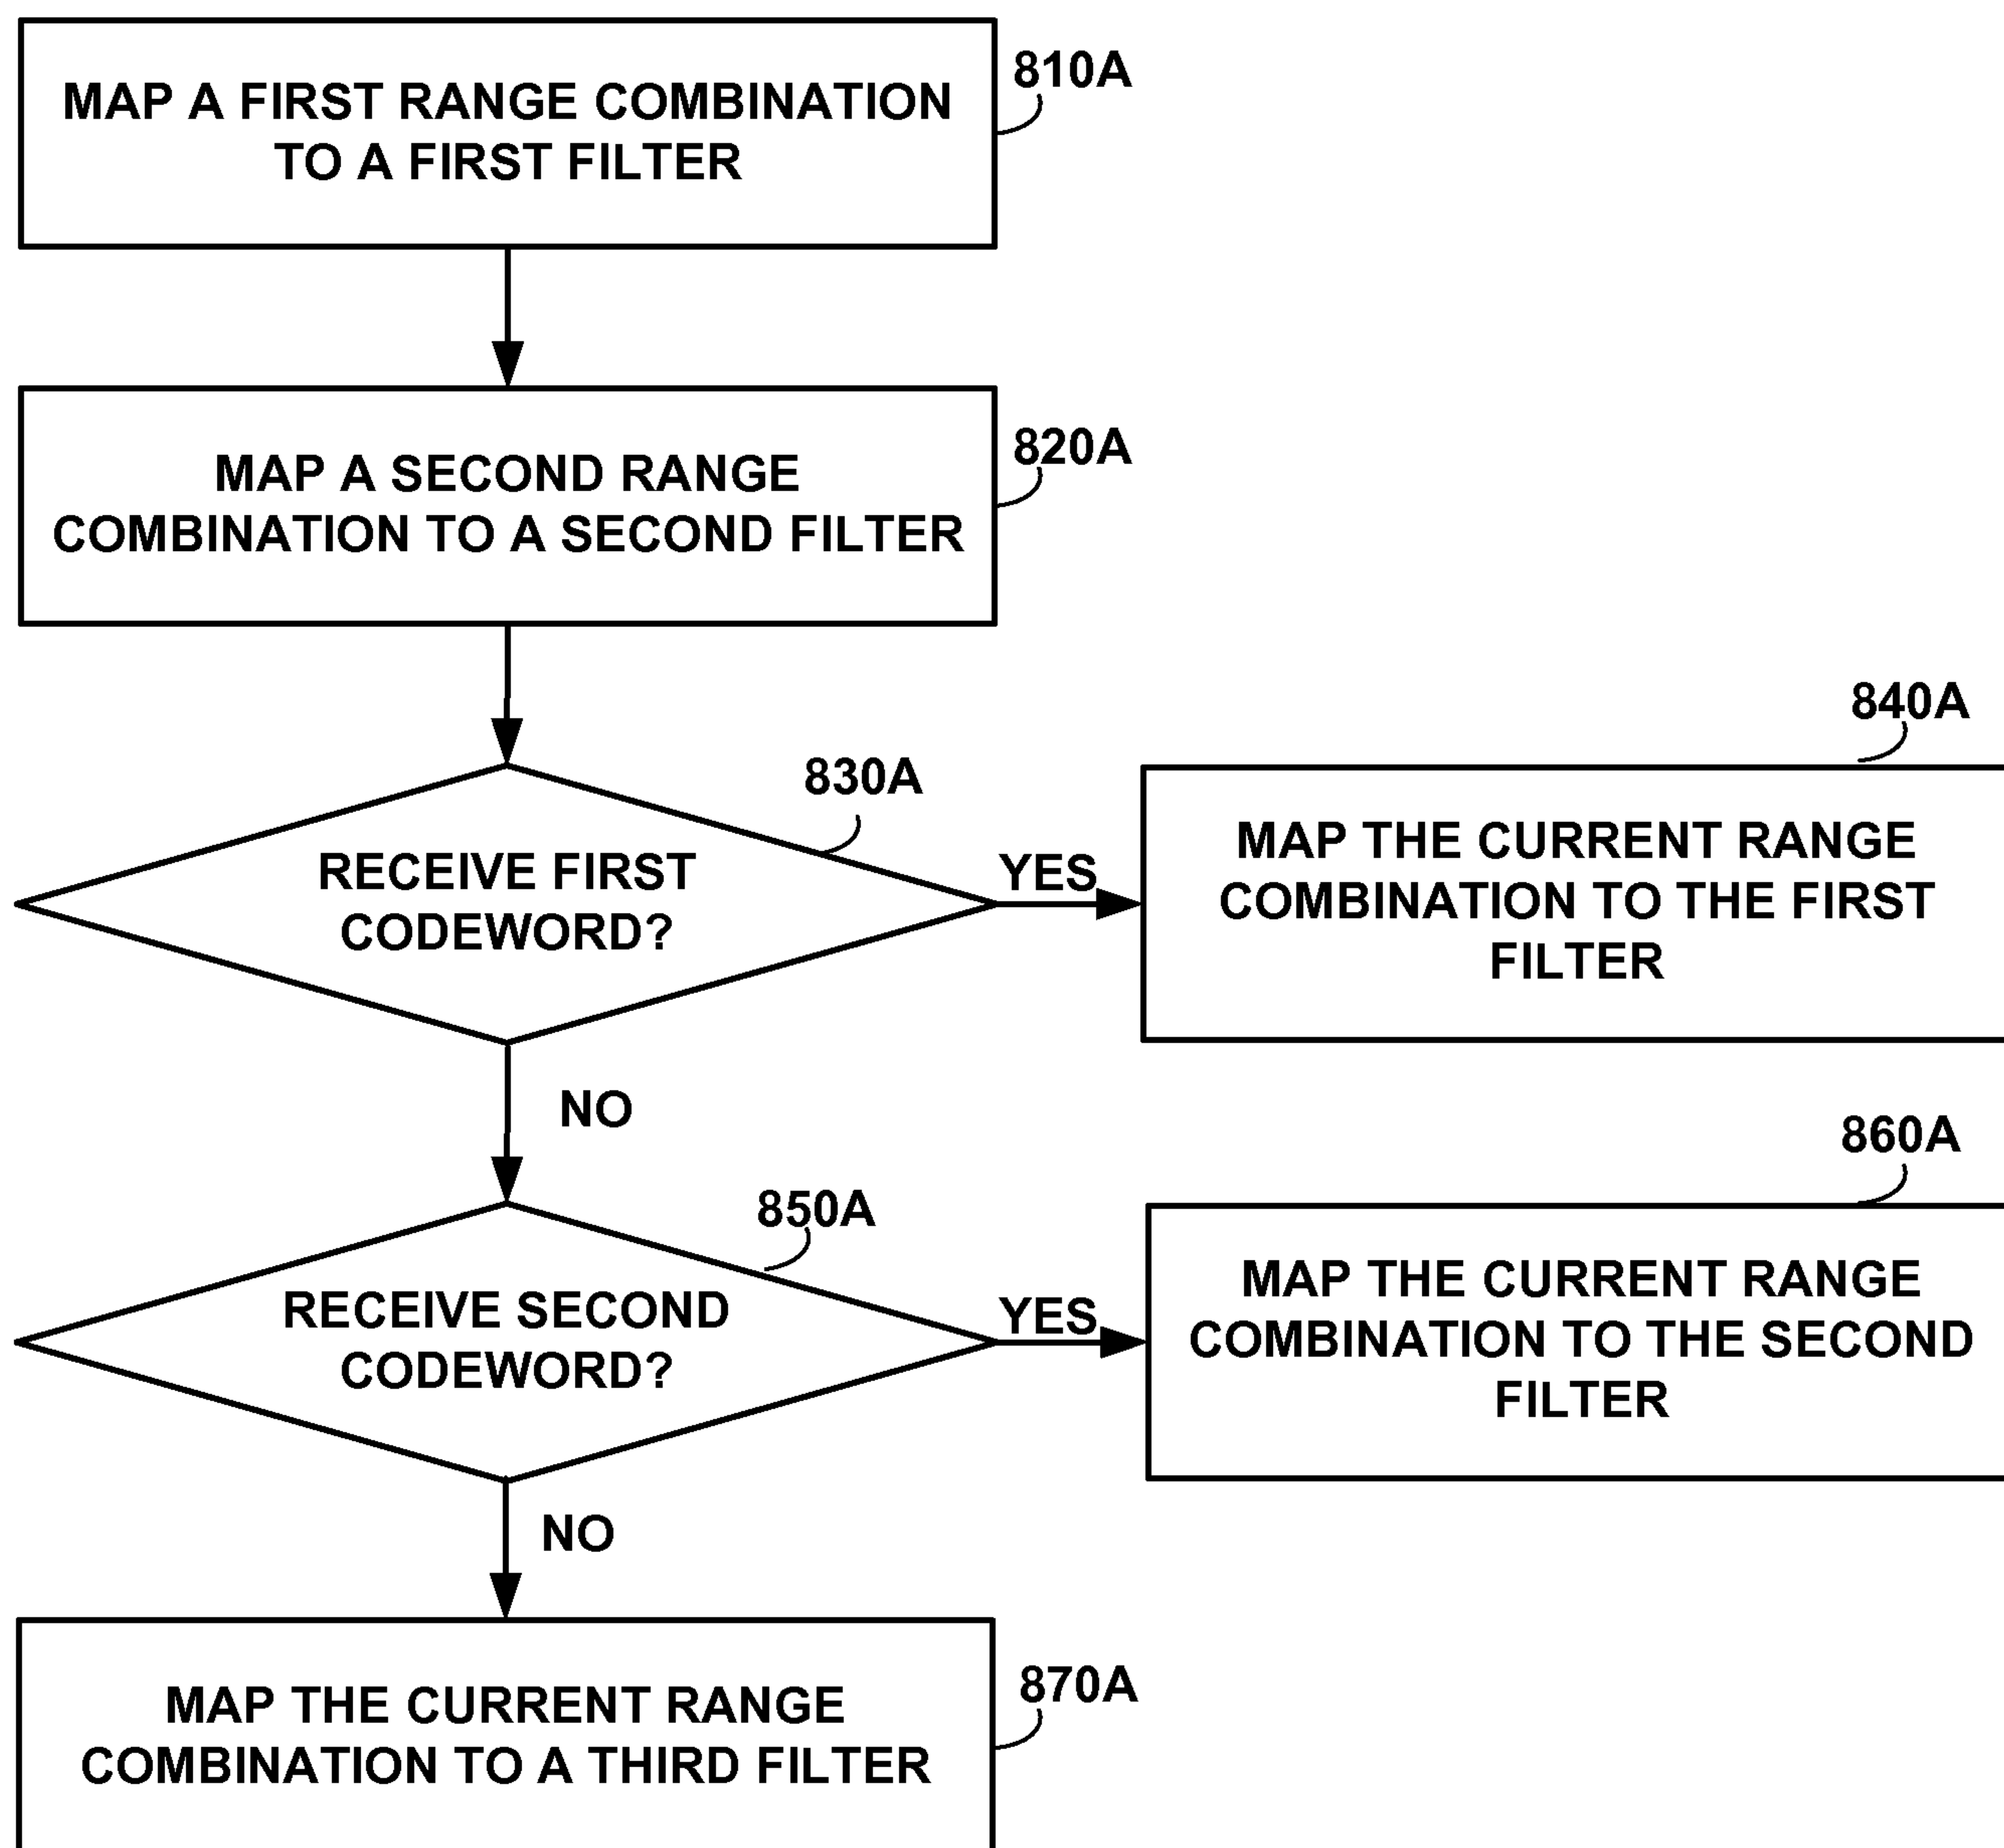 810A
MAP A FIRST RANGE COMBINATION
TO A FIRST FILTER
820A
MAP A SECOND RANGE
COMBINATION TO A SECOND FILTER
830A
RECEIVE FIRST
CODEWORD?
YES
840A
MAP THE CURRENT RANGE
COMBINATION TO THE FIRST
FILTER
NO
850A
RECEIVE SECOND
CODEWORD?
YES
860A
MAP THE CURRENT RANGE
COMBINATION TO THE SECOND
FILTER
NO
870A
MAP THE CURRENT RANGE
COMBINATION TO A THIRD FILTER